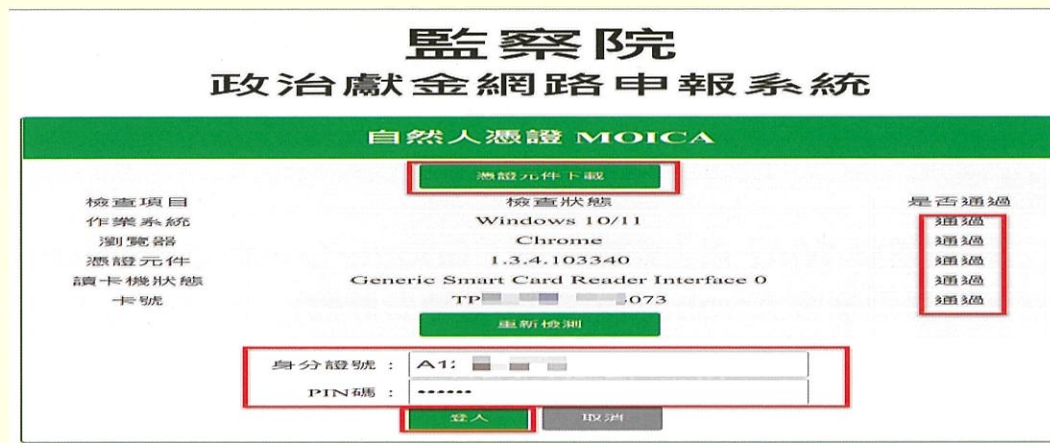 監察院
政治獻金網路申報系統
自然人憑證 MOICA
憑證元件下載
檢查項目 檢查狀態 是否通過
作業系統 Windows 10/11 通過
瀏覽器 Chrome 通過
憑證元件 1.3.4.103340 通過
讀卡機狀態 Generic Smart Card Reader Interface 0 通過
卡號 TP 6073 通過
重新檢測
身分證號 : A12
PIN碼 : ••••••
登入 取消